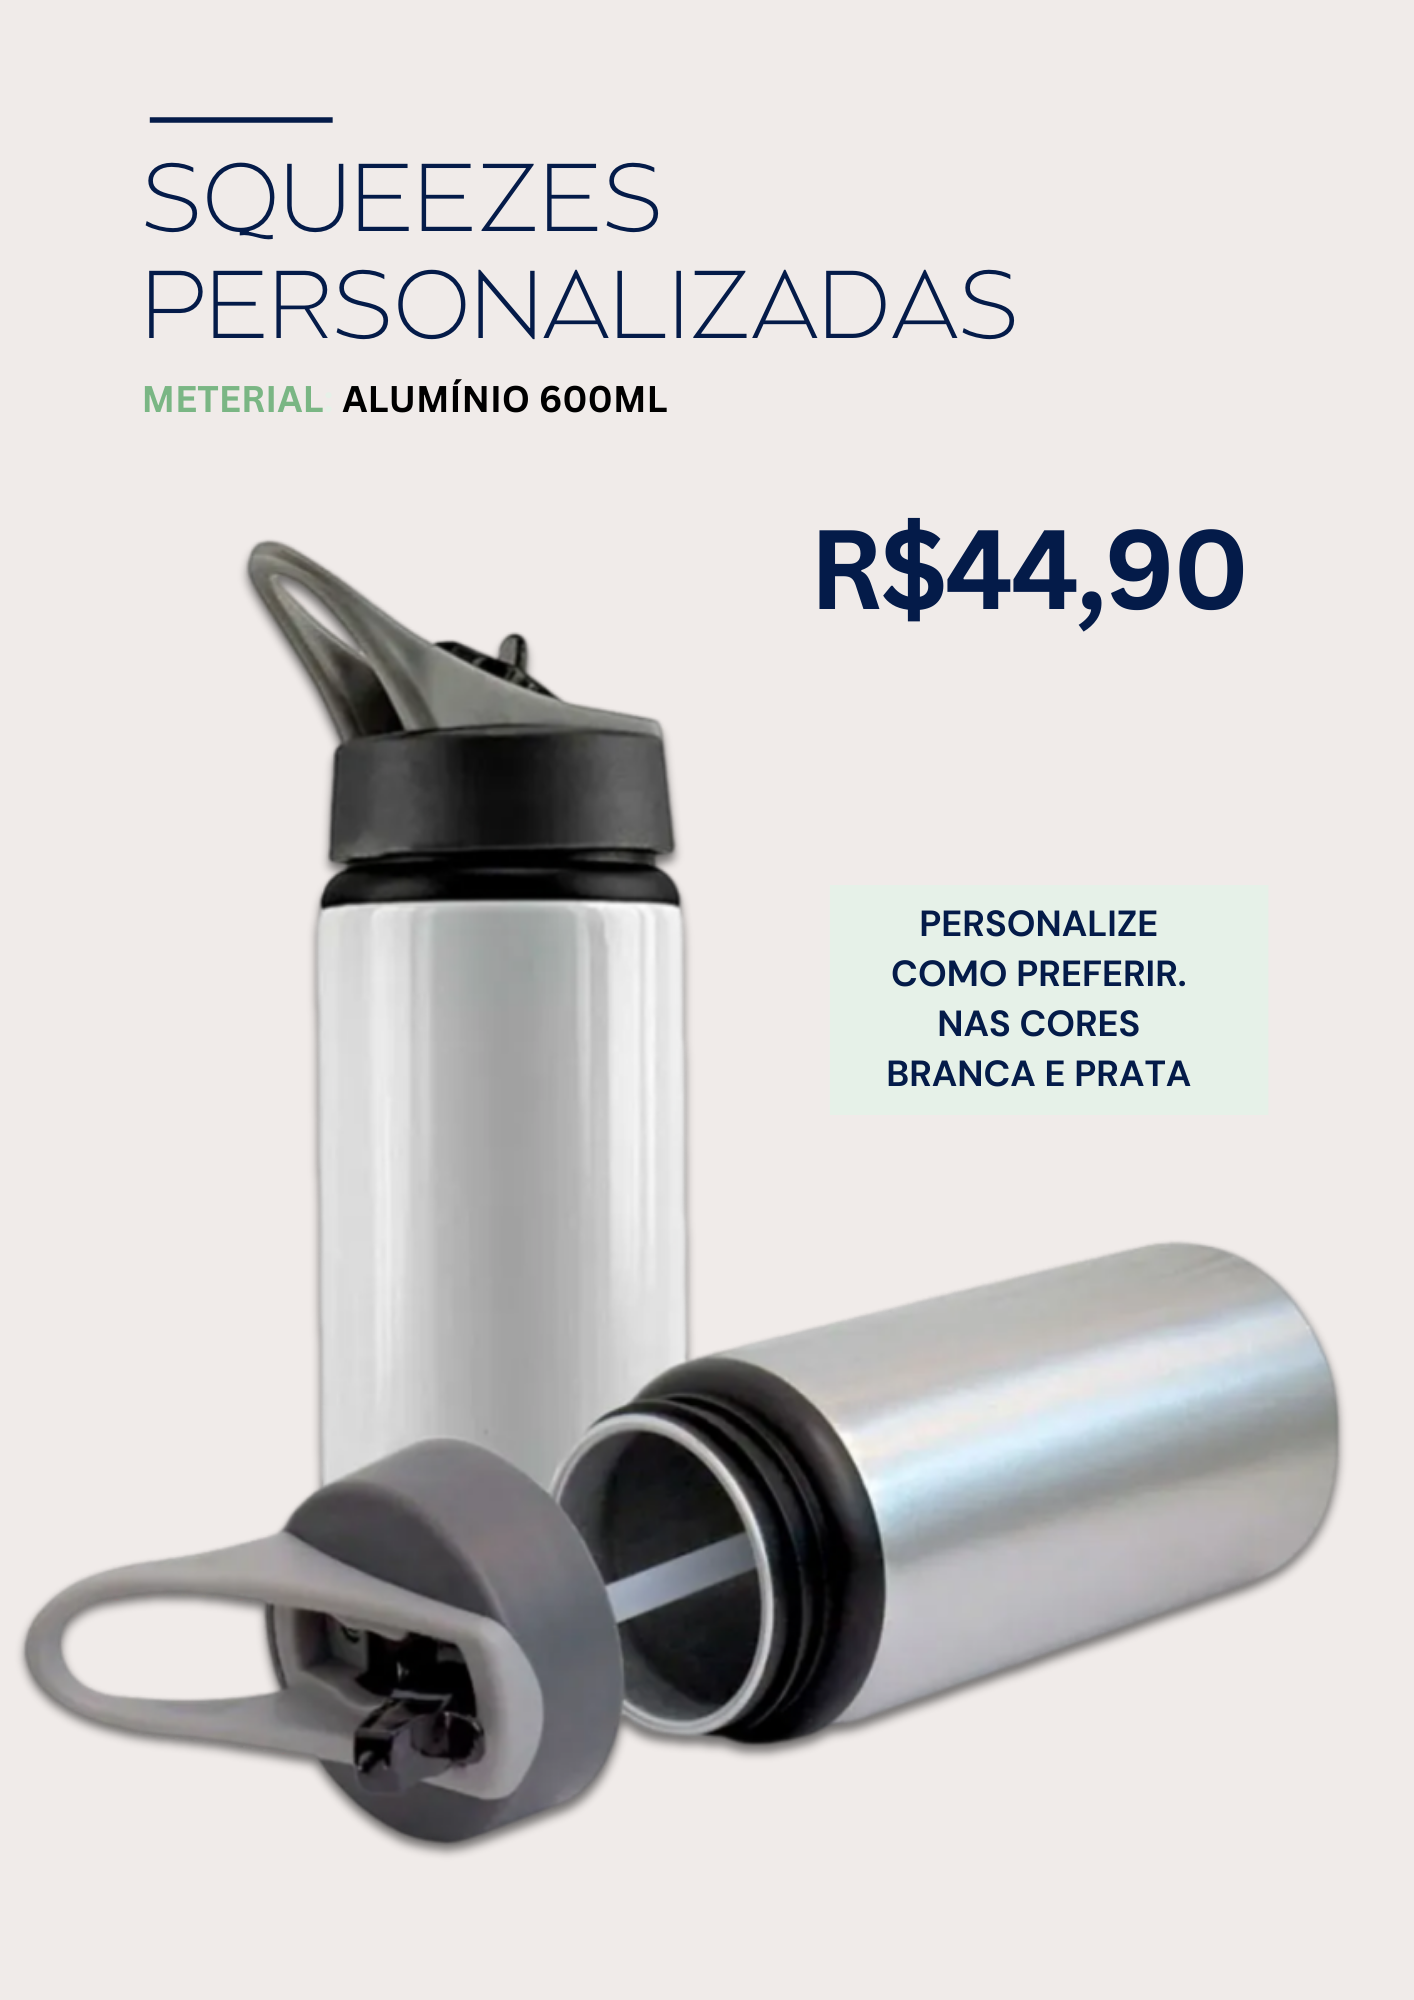 SQUEEZES
PERSONALIZADAS
METERIAL ALUMÍNIO 600ML
R$44,90
PERSONALIZE
COMO PREFERIR.
NAS CORES
BRANCA E PRATA